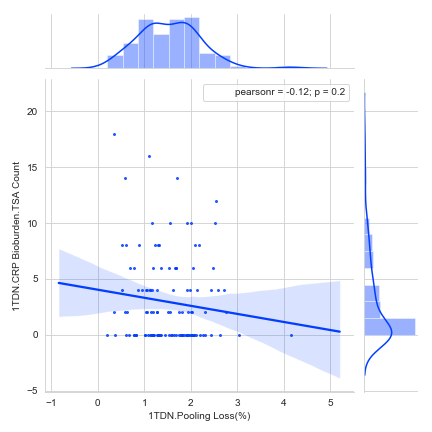 pearsonr = -0.12; p = 0.2
20
15
10
5
0
−5
1TDN.CRP Bioburden.TSA Count
−1 0 1 2 3 4 5
1TDN.Pooling Loss(%)